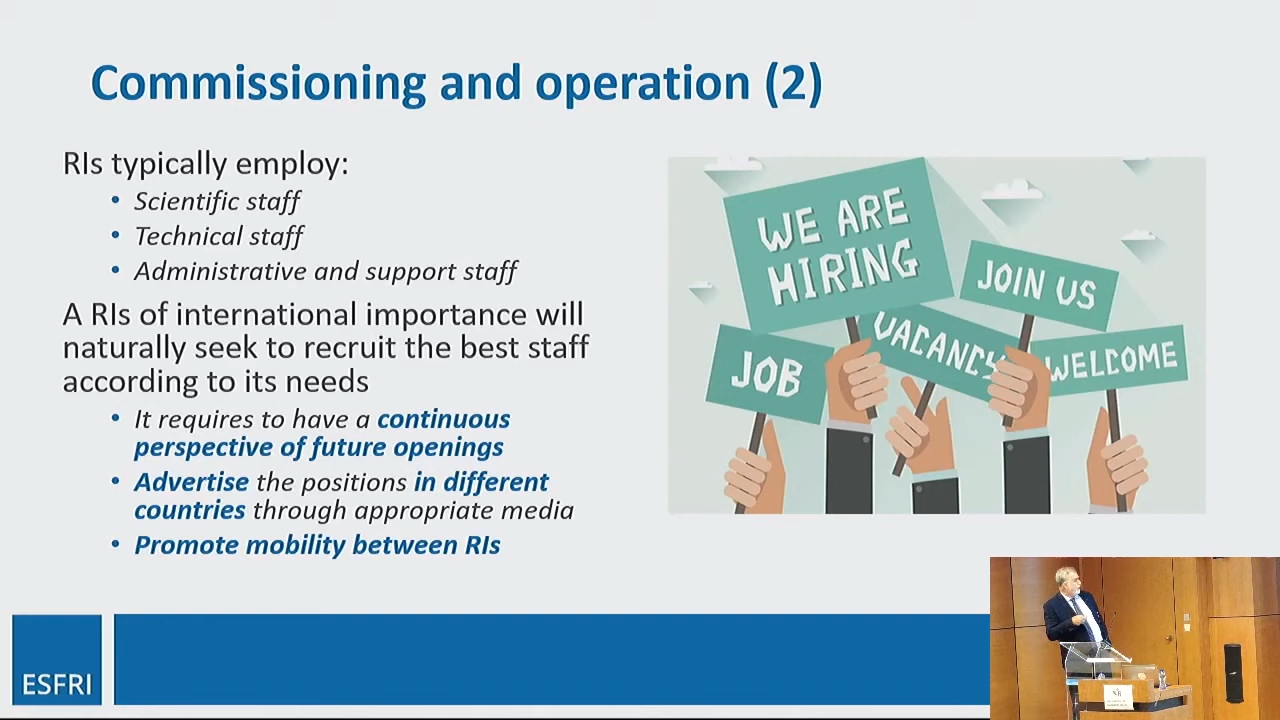 Commissioning and operation (2)
RIs typically employ:
• Scientific staff
• Technical staff
• Administrative and support staff
A RIs of international importance will
naturally seek to recruit the best staff
according to its needs
• It requires to have a continuous
perspective of future openings
• Advertise the positions in different
countries through appropriate media
• Promote mobility between RIs
WE ARE
HIRING
JOIN US
VACANCY
JOB
WELCOME
ESFRI